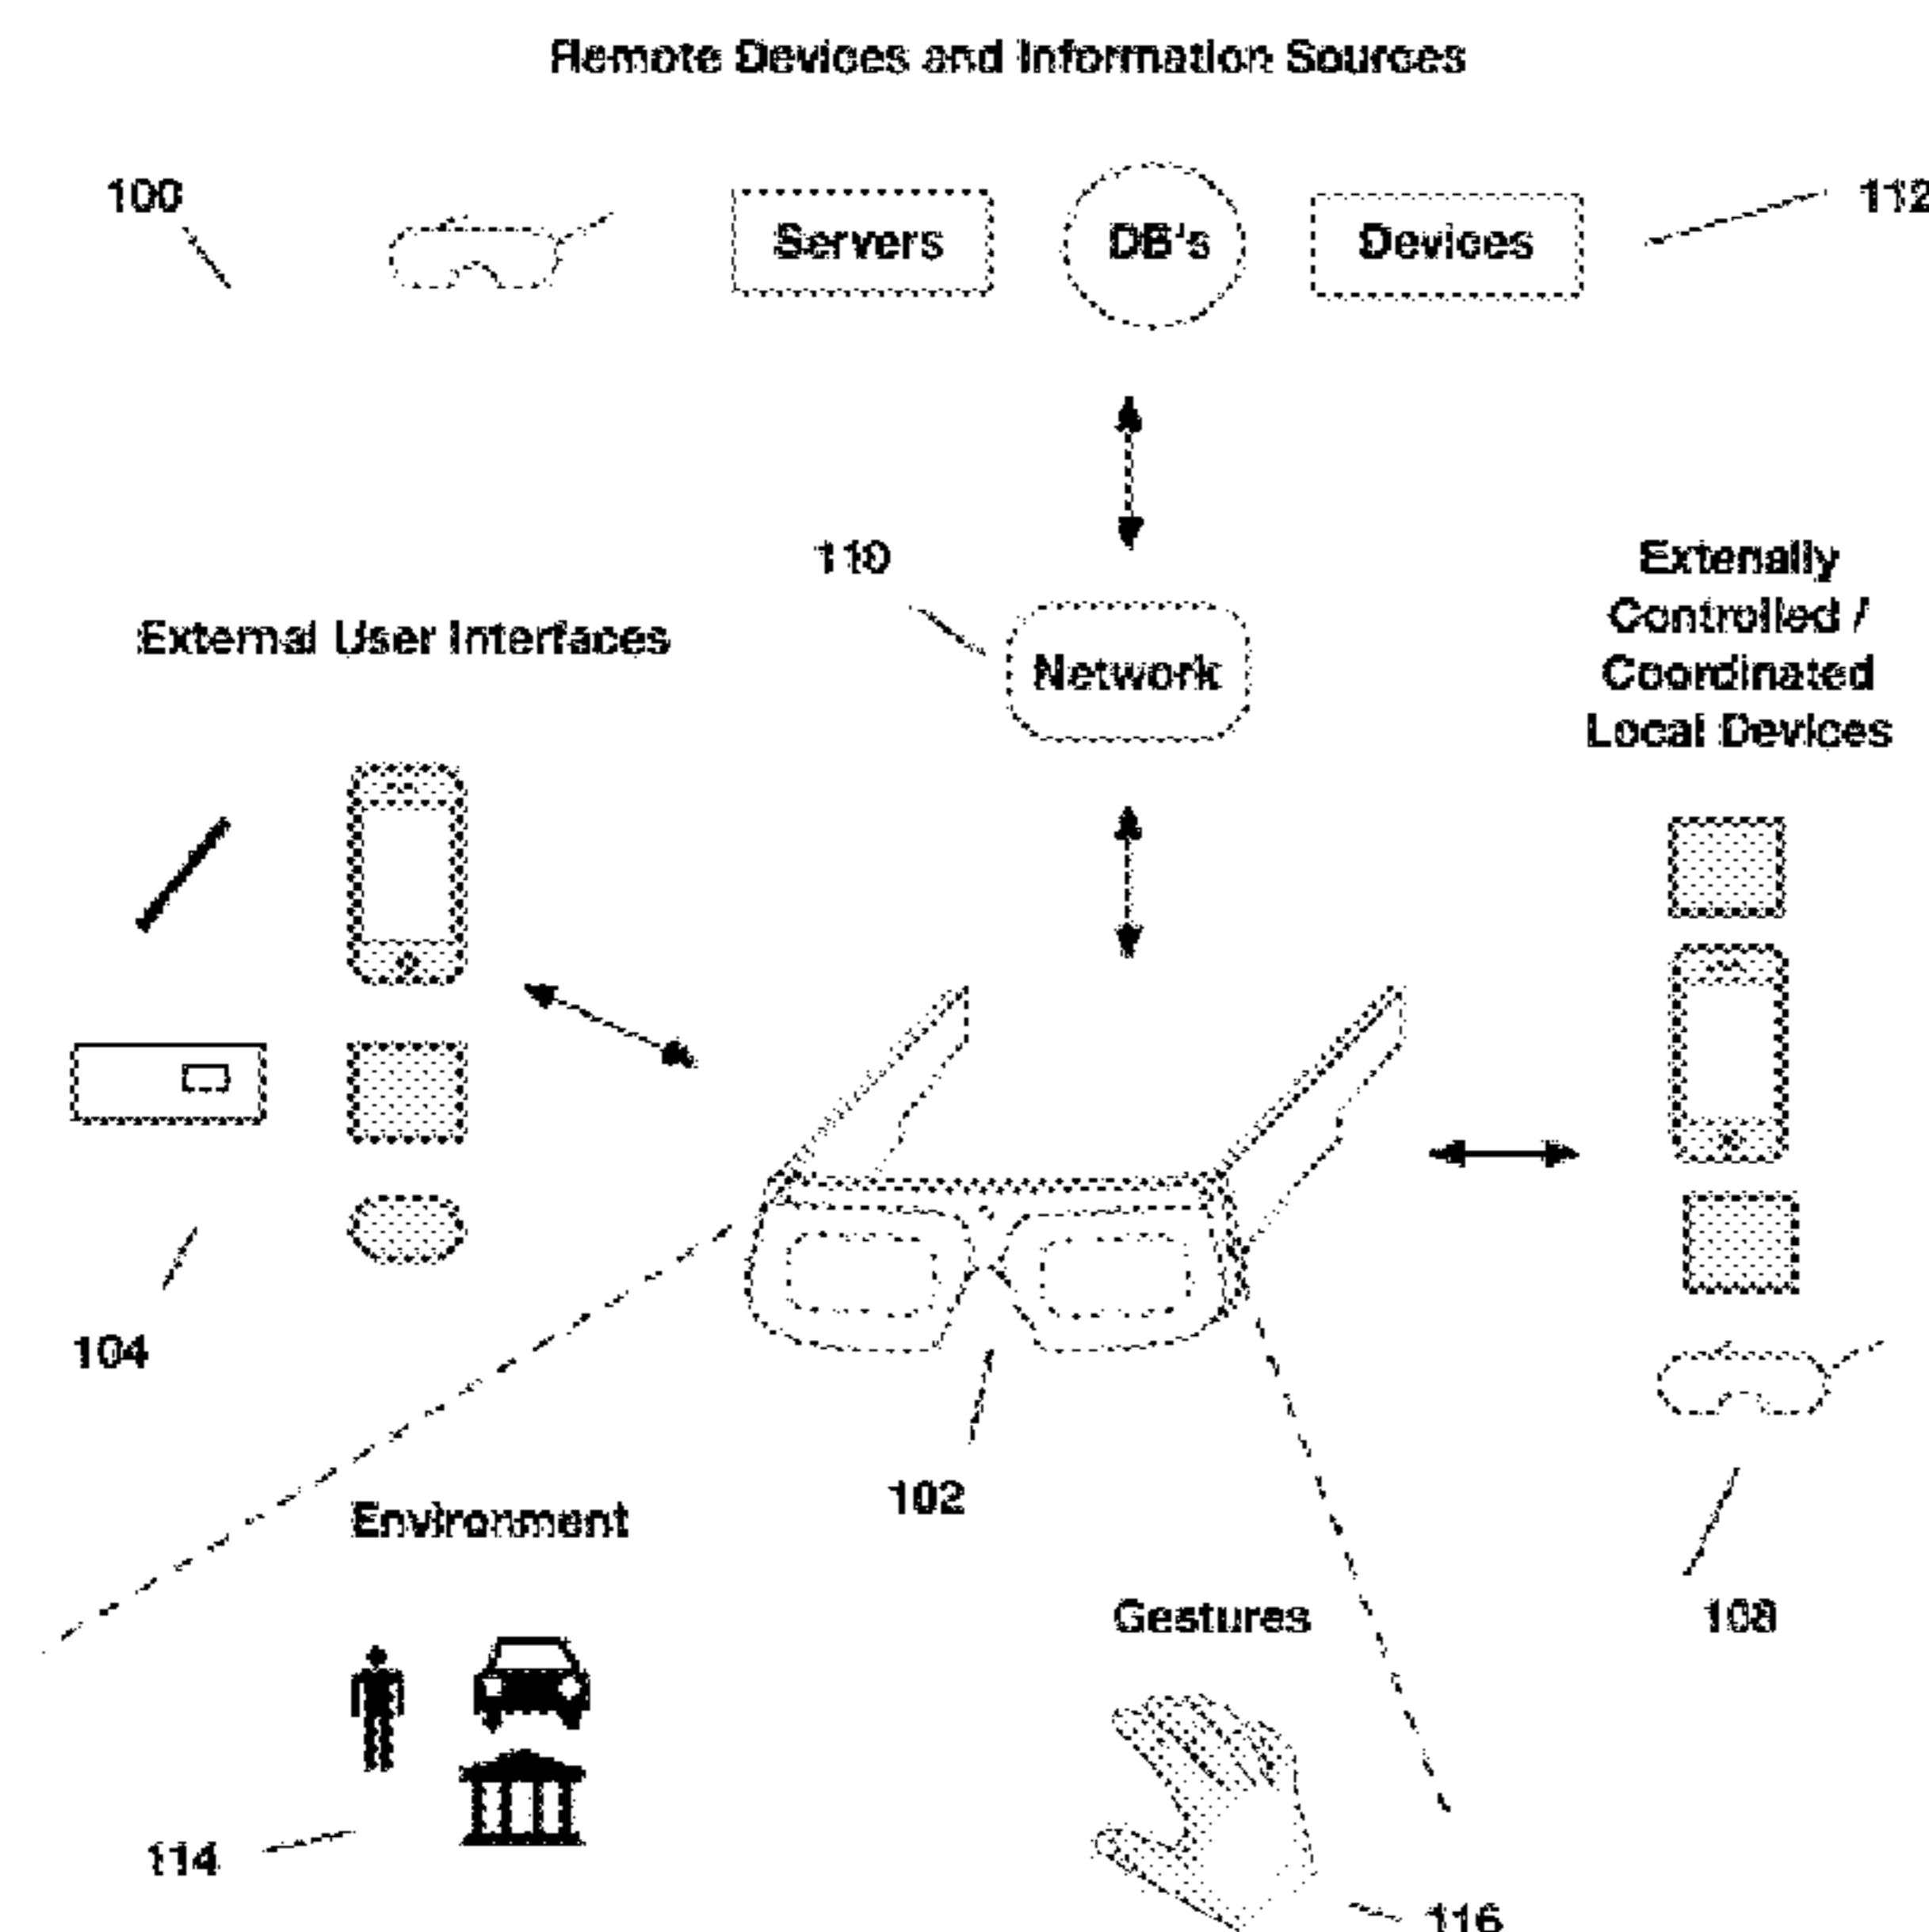 Remote Devices and Information Sources
100
Servers
DB's
Devices
112
110
Network
External User Interfaces
Extenally
Controlled /
Coordinated
Local Devices
104
102
108
Environment
Gestures
114
116